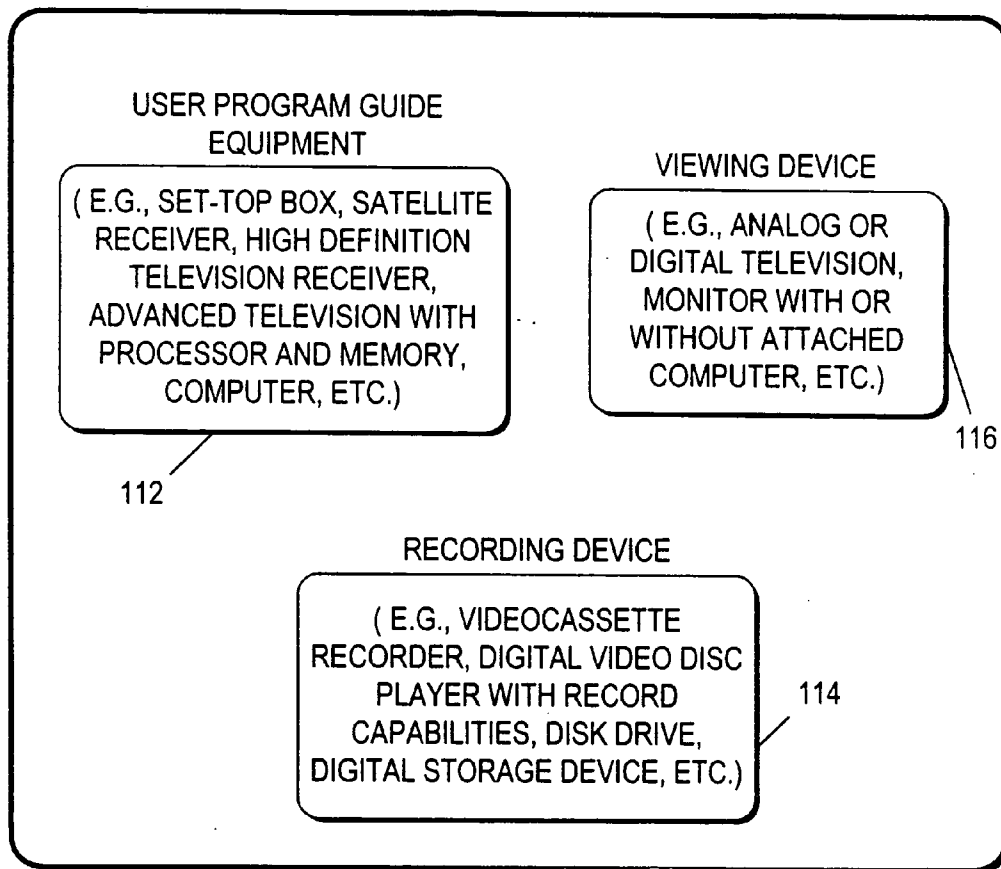 USER PROGRAM GUIDE
EQUIPMENT
( E.G., SET-TOP BOX, SATELLITE
RECEIVER, HIGH DEFINITION
TELEVISION RECEIVER,
ADVANCED TELEVISION WITH
PROCESSOR AND MEMORY,
COMPUTER, ETC.)
112
VIEWING DEVICE
( E.G., ANALOG OR
DIGITAL TELEVISION,
MONITOR WITH OR
WITHOUT ATTACHED
COMPUTER, ETC.)
116
RECORDING DEVICE
( E.G., VIDEOCASSETTE
RECORDER, DIGITAL VIDEO DISC
PLAYER WITH RECORD
CAPABILITIES, DISK DRIVE,
DIGITAL STORAGE DEVICE, ETC.)
114